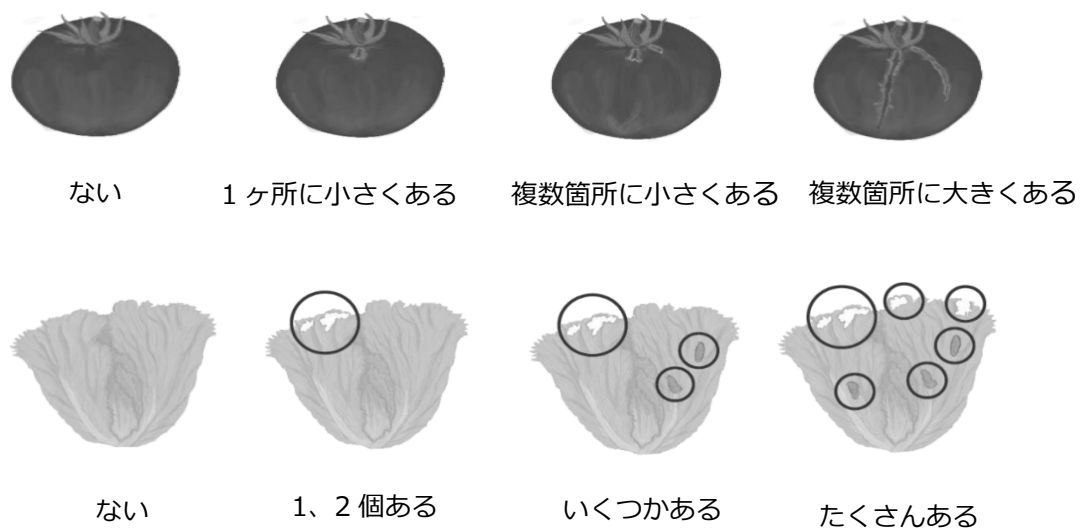 ない
1ヶ所に小さくある
複数箇所に小さくある
複数箇所に大きくある
ない
1、2個ある
いくつかある
たくさんある